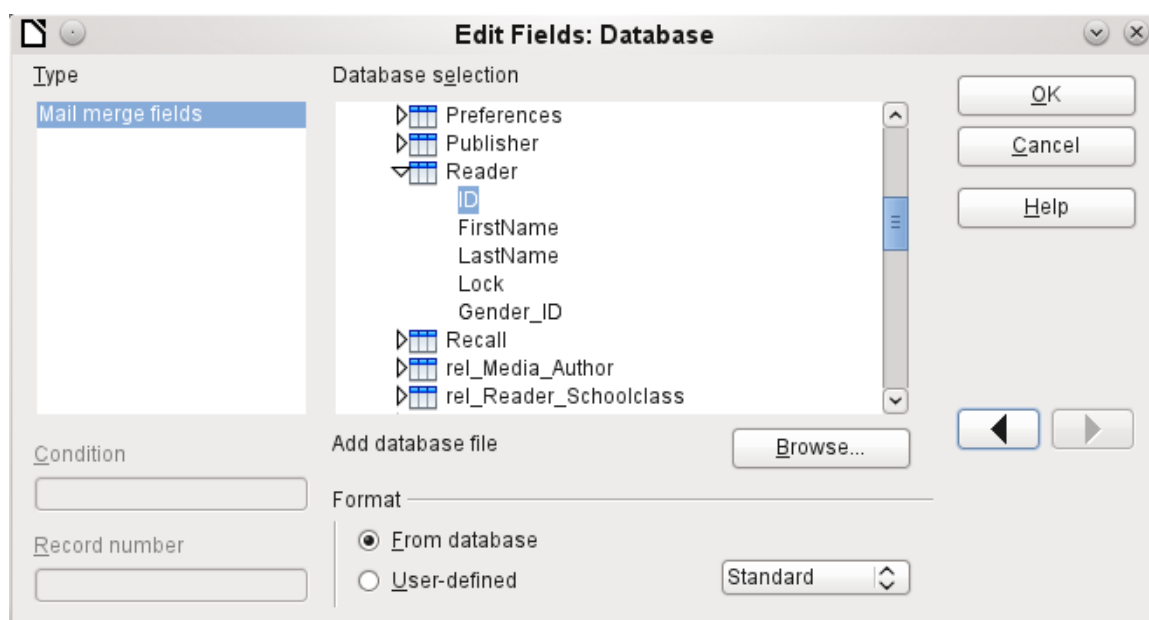 Edit Fields: Database
Type
Mail merge fields
Database selection
Preferences
Publisher
Reader
ID
FirstName
LastName
Lock
Gender_ID
Recall
rel_Media_Author
rel_Reader_Schoolclass
OK
Cancel
Help
Add database file
Browse...
Condition
Record number
Format
From database
User-defined
Standard